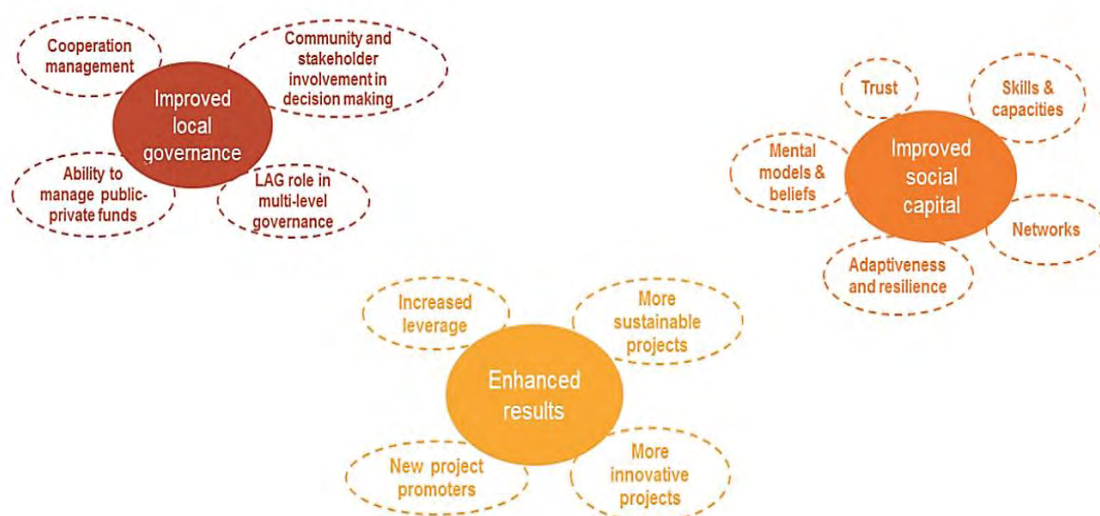 Cooperation
management
Community and
stakeholder
involvement in
decision making
Improved
local
governance
Ability to
manage public-
private funds
LAG role in
multi-level
governance
Trust
Skills &
capacities
Mental
models &
beliefs
Improved
social
capital
Networks
Adaptiveness
and resilience
Increased
leverage
More
sustainable
projects
Enhanced
results
New project
promoters
More
innovative
projects